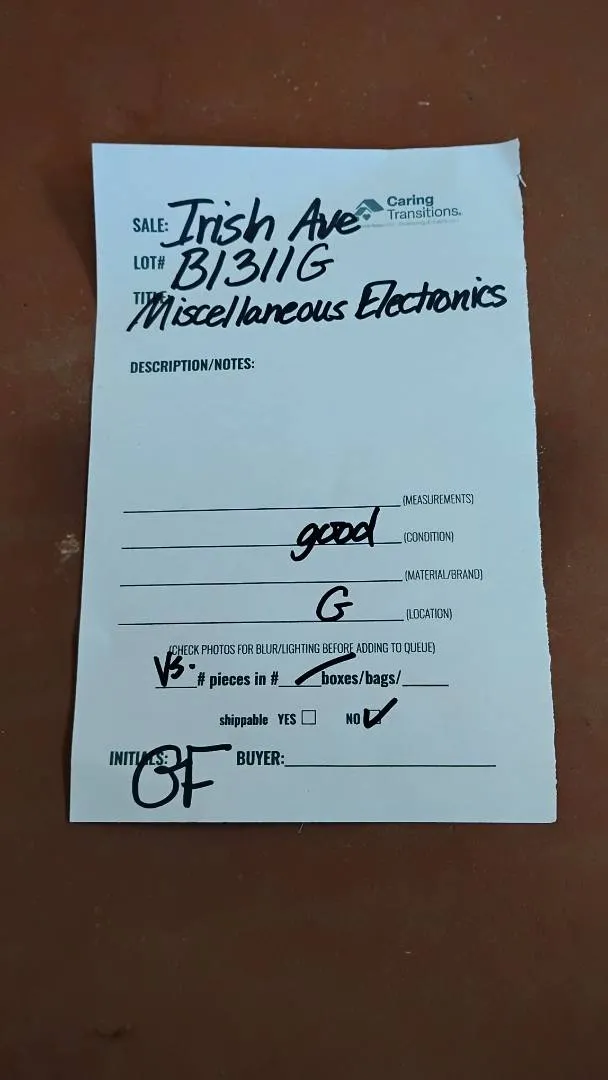 Caring
Transitions®
SALE: Irish Ave
LOT# B1311G
TITLE: Miscellaneous Electronics
DESCRIPTION/NOTES:
(MEASUREMENTS)
good (CONDITION)
(MATERIAL/BRAND)
G (LOCATION)
(CHECK PHOTOS FOR BLUR/LIGHTING BEFORE ADDING TO QUEUE)
VS. # pieces in # / boxes/bags/
shippable YES ☐ NO ☑
INITIALS: OF BUYER: